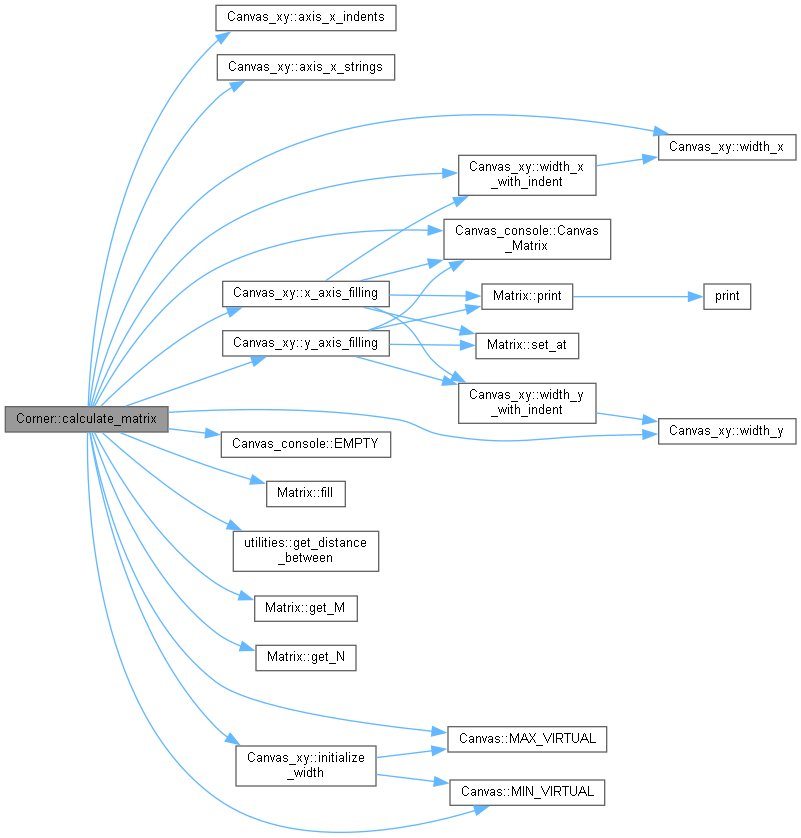 Canvas_xy::axis_x_indents
Canvas_xy::axis_x_strings
Canvas_xy::width_x
Canvas_xy::width_x
_with_indent
Canvas_console::Canvas
_Matrix
Canvas_xy::x_axis_filling
Matrix::print
print
Canvas_xy::y_axis_filling
Matrix::set_at
Canvas_xy::width_y
_with_indent
Corner::calculate_matrix
Canvas_xy::width_y
Canvas_console::EMPTY
Matrix::fill
utilities::get_distance
_between
Matrix::get_M
Matrix::get_N
Canvas::MAX_VIRTUAL
Canvas_xy::initialize
_width
Canvas::MIN_VIRTUAL